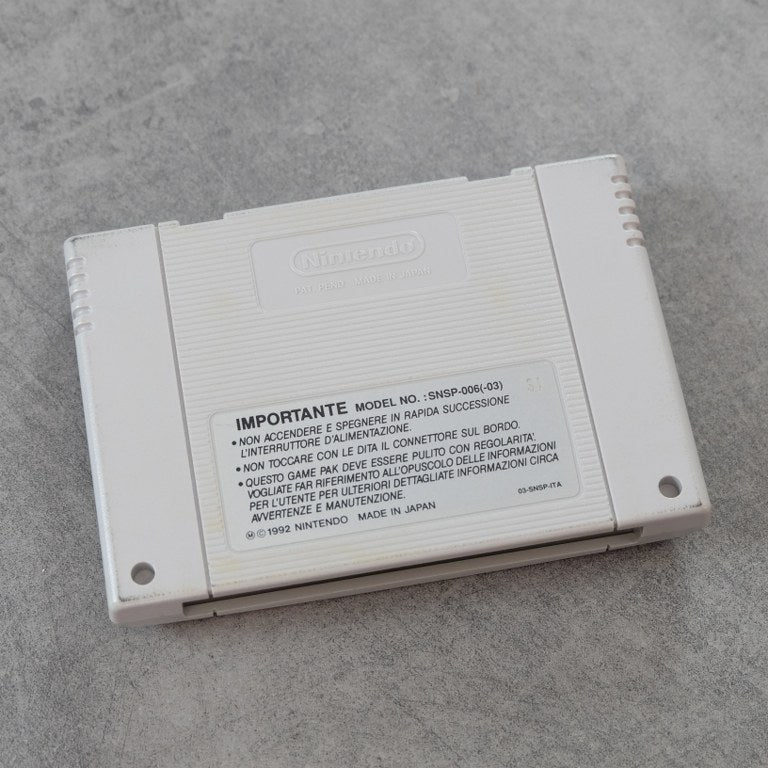 Nintendo
PAT. PEND. MADE IN JAPAN
IMPORTANTE MODEL NO. : SNSP-006(-03)
• NON ACCENDERE E SPEGNERE IN RAPIDA SUCCESSIONE
L'INTERRUTTORE D'ALIMENTAZIONE.
• NON TOCCARE CON LE DITA IL CONNETTORE SUL BORDO.
• QUESTO GAME PAK DEVE ESSERE PULITO CON REGOLARITA'.
VOGLIATE FAR RIFERIMENTO ALL'OPUSCOLO DELLE INFORMAZIONI
PER L'UTENTE PER ULTERIORI DETTAGLIATE INFORMAZIONI CIRCA
AVVERTENZE E MANUTENZIONE.
Ⓜ © 1992 NINTENDO MADE IN JAPAN
03-SNSP-ITA